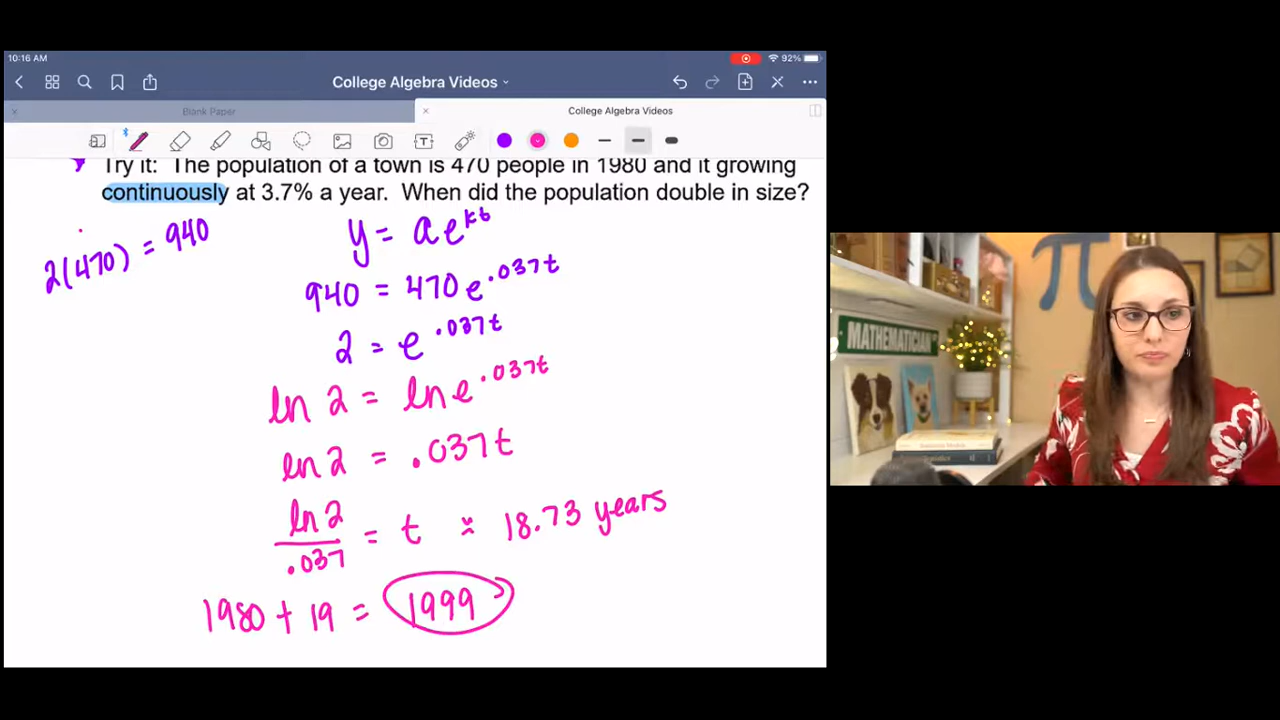 10:16 AM
92%
College Algebra Videos
Blank Paper
College Algebra Videos
Try it: The population of a town is 470 people in 1980 and it growing
continuously at 3.7% a year. When did the population double in size?
2(470) = 940
y = ae^kt
940 = 470e^.037t
2 = e^.037t
ln 2 = ln e^.037t
ln 2 = .037t
ln 2 / .037 = t ≈ 18.73 years
1980 + 19 = 1999
MATHEMATICIAN